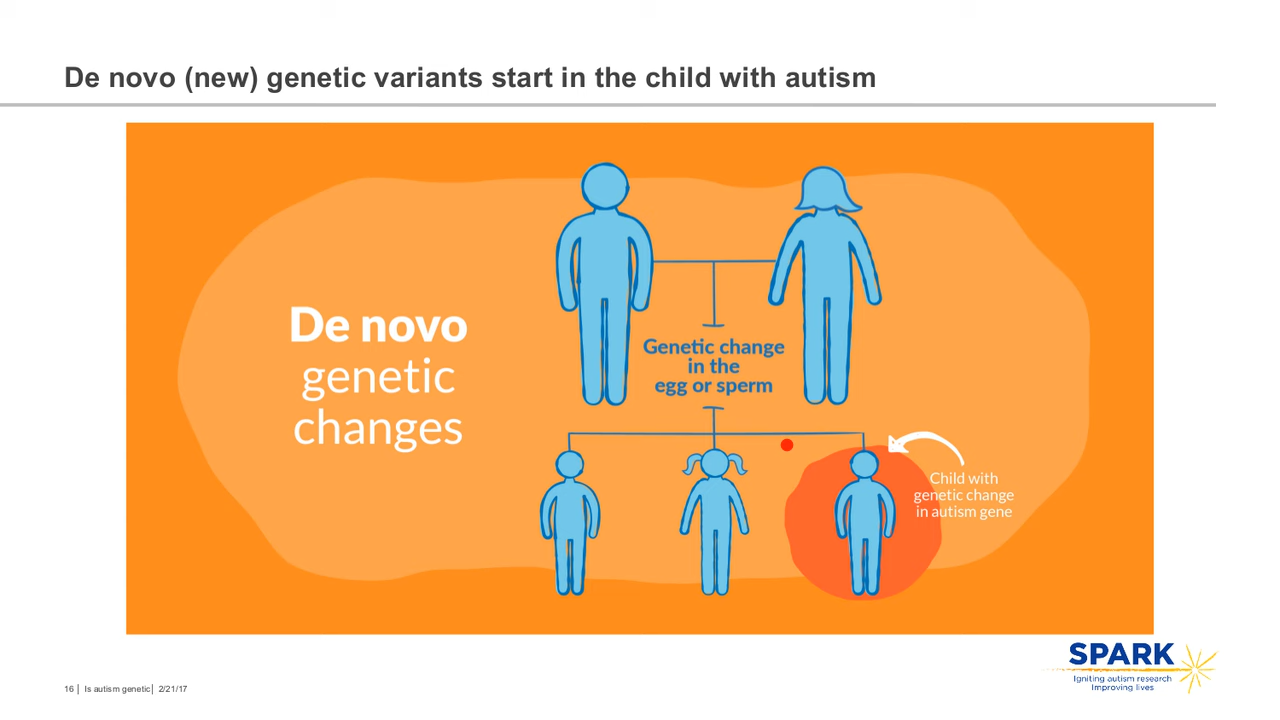 De novo (new) genetic variants start in the child with autism
De novo
genetic
changes
Genetic change
in the
egg or sperm
Child with
genetic change
in autism gene
16 | Is autism genetic| 2/21/17
SPARK
Igniting autism research
Improving lives